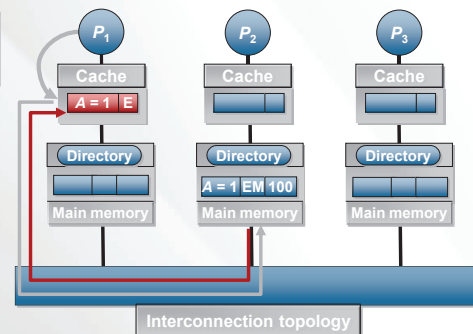 P1
P2
P3
Cache
Cache
Cache
A = 1 E
Directory
Directory
Directory
A = 1 EM 100
Main memory
Main memory
Main memory
Interconnection topology